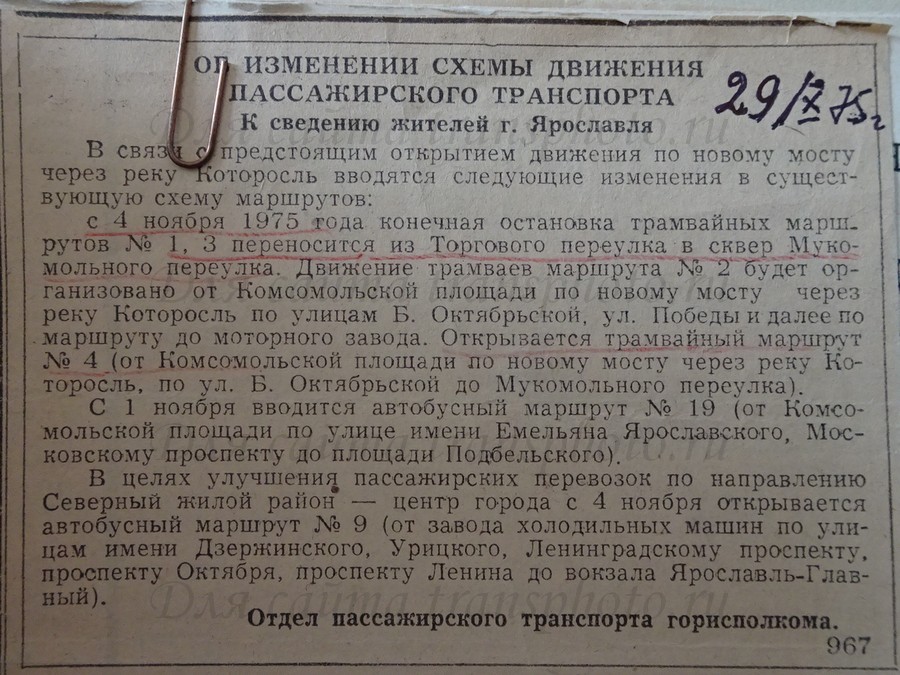 ОБ ИЗМЕНЕНИИ СХЕМЫ ДВИЖЕНИЯ
ПАССАЖИРСКОГО ТРАНСПОРТА
29/X 75г
К сведению жителей г. Ярославля
В связи с предстоящим открытием движения по новому мосту
через реку Которосль вводятся следующие изменения в сущест-
вующую схему маршрутов:
с 4 ноября 1975 года конечная остановка трамвайных марш-
рутов № 1, 3 переносится из Торгового переулка в сквер Муко-
мольного переулка. Движение трамваев маршрута № 2 будет ор-
ганизовано от Комсомольской площади по новому мосту через
реку Которосль по улицам Б. Октябрьской, ул. Победы и далее по
маршруту до моторного завода. Открывается трамвайный маршрут
№ 4 (от Комсомольской площади по новому мосту через реку Ко-
торосль, по ул. Б. Октябрьской до Мукомольного переулка).
С 1 ноября вводится автобусный маршрут № 19 (от Комсо-
мольской площади по улице имени Емельяна Ярославского, Мос-
ковскому проспекту до площади Подбельского).
В целях улучшения пассажирских перевозок по направлению
Северный жилой район — центр города с 4 ноября открывается
автобусный маршрут № 9 (от завода холодильных машин по ули-
цам имени Дзержинского, Урицкого, Ленинградскому проспекту,
проспекту Октября, проспекту Ленина до вокзала Ярославль-Глав-
ный).
Для сайта transphoto.ru
Отдел пассажирского транспорта горисполкома.
967